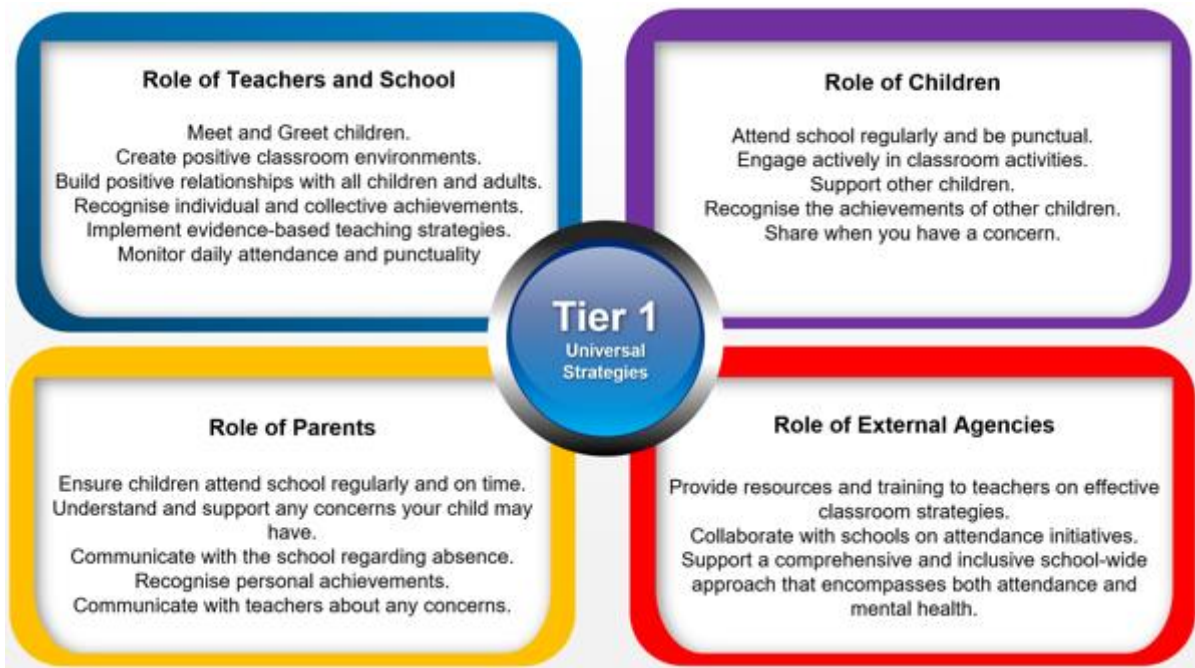 Role of Teachers and School
Meet and Greet children.
Create positive classroom environments.
Build positive relationships with all children and adults.
Recognise individual and collective achievements.
Implement evidence-based teaching strategies.
Monitor daily attendance and punctuality
Role of Children
Attend school regularly and be punctual.
Engage actively in classroom activities.
Support other children.
Recognise the achievements of other children.
Share when you have a concern.
Tier 1
Universal
Strategies
Role of Parents
Ensure children attend school regularly and on time.
Understand and support any concerns your child may
have.
Communicate with the school regarding absence.
Recognise personal achievements.
Communicate with teachers about any concerns.
Role of External Agencies
Provide resources and training to teachers on effective
classroom strategies.
Collaborate with schools on attendance initiatives.
Support a comprehensive and inclusive school-wide
approach that encompasses both attendance and
mental health.